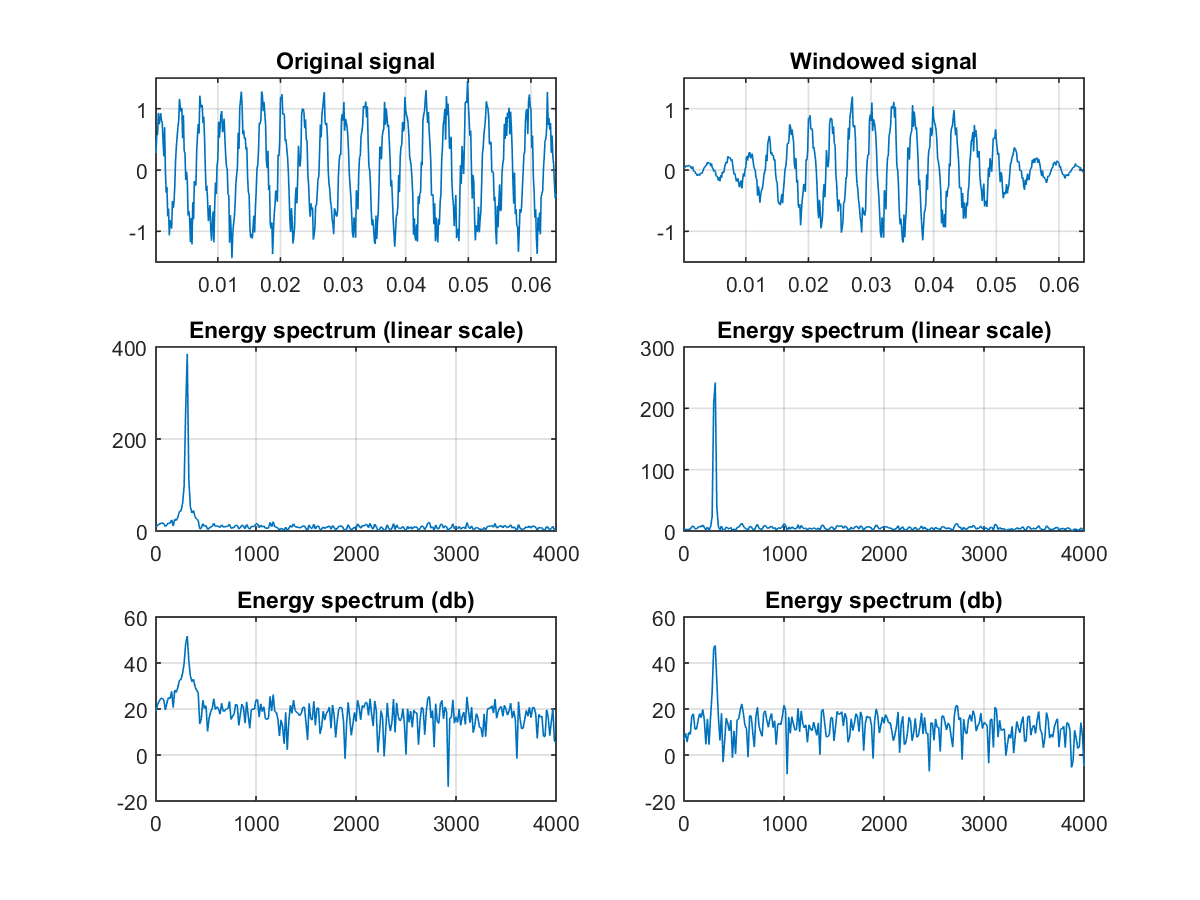 Original signal
1
0
-1
0.01 0.02 0.03 0.04 0.05 0.06
Windowed signal
1
0
-1
0.01 0.02 0.03 0.04 0.05 0.06
Energy spectrum (linear scale)
400
200
0
0 1000 2000 3000 4000
Energy spectrum (linear scale)
300
200
100
0
0 1000 2000 3000 4000
Energy spectrum (db)
60
40
20
0
-20
0 1000 2000 3000 4000
Energy spectrum (db)
60
40
20
0
-20
0 1000 2000 3000 4000